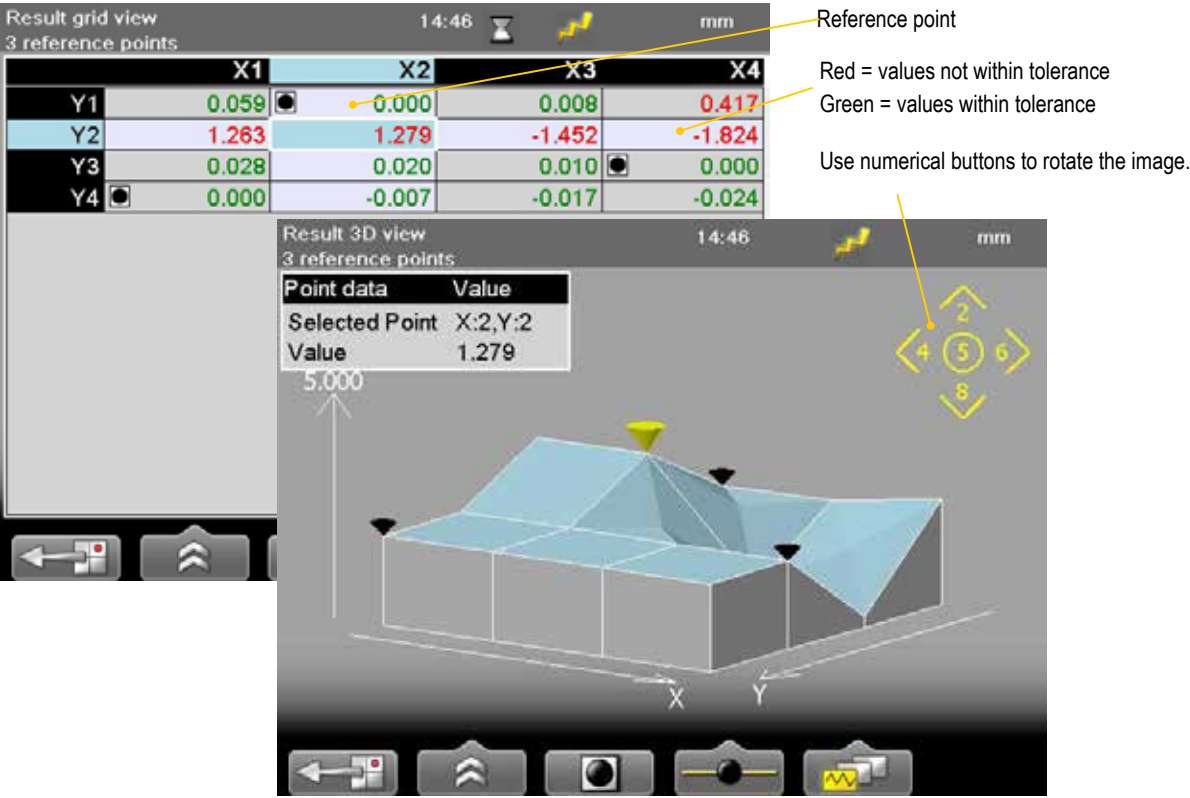 Result grid view 14:46 mm
3 reference points
X1 X2 X3 X4
Y1 0.059 0.000 0.008 0.417
Y2 1.263 1.279 -1.452 -1.824
Y3 0.028 0.020 0.010 0.000
Y4 0.000 -0.007 -0.017 -0.024
Reference point
Red = values not within tolerance
Green = values within tolerance
Use numerical buttons to rotate the image.
Result 3D view 14:46 mm
3 reference points
Point data Value
Selected Point X:2,Y:2
Value 1.279
5.000
2
4 5 6
8
X Y